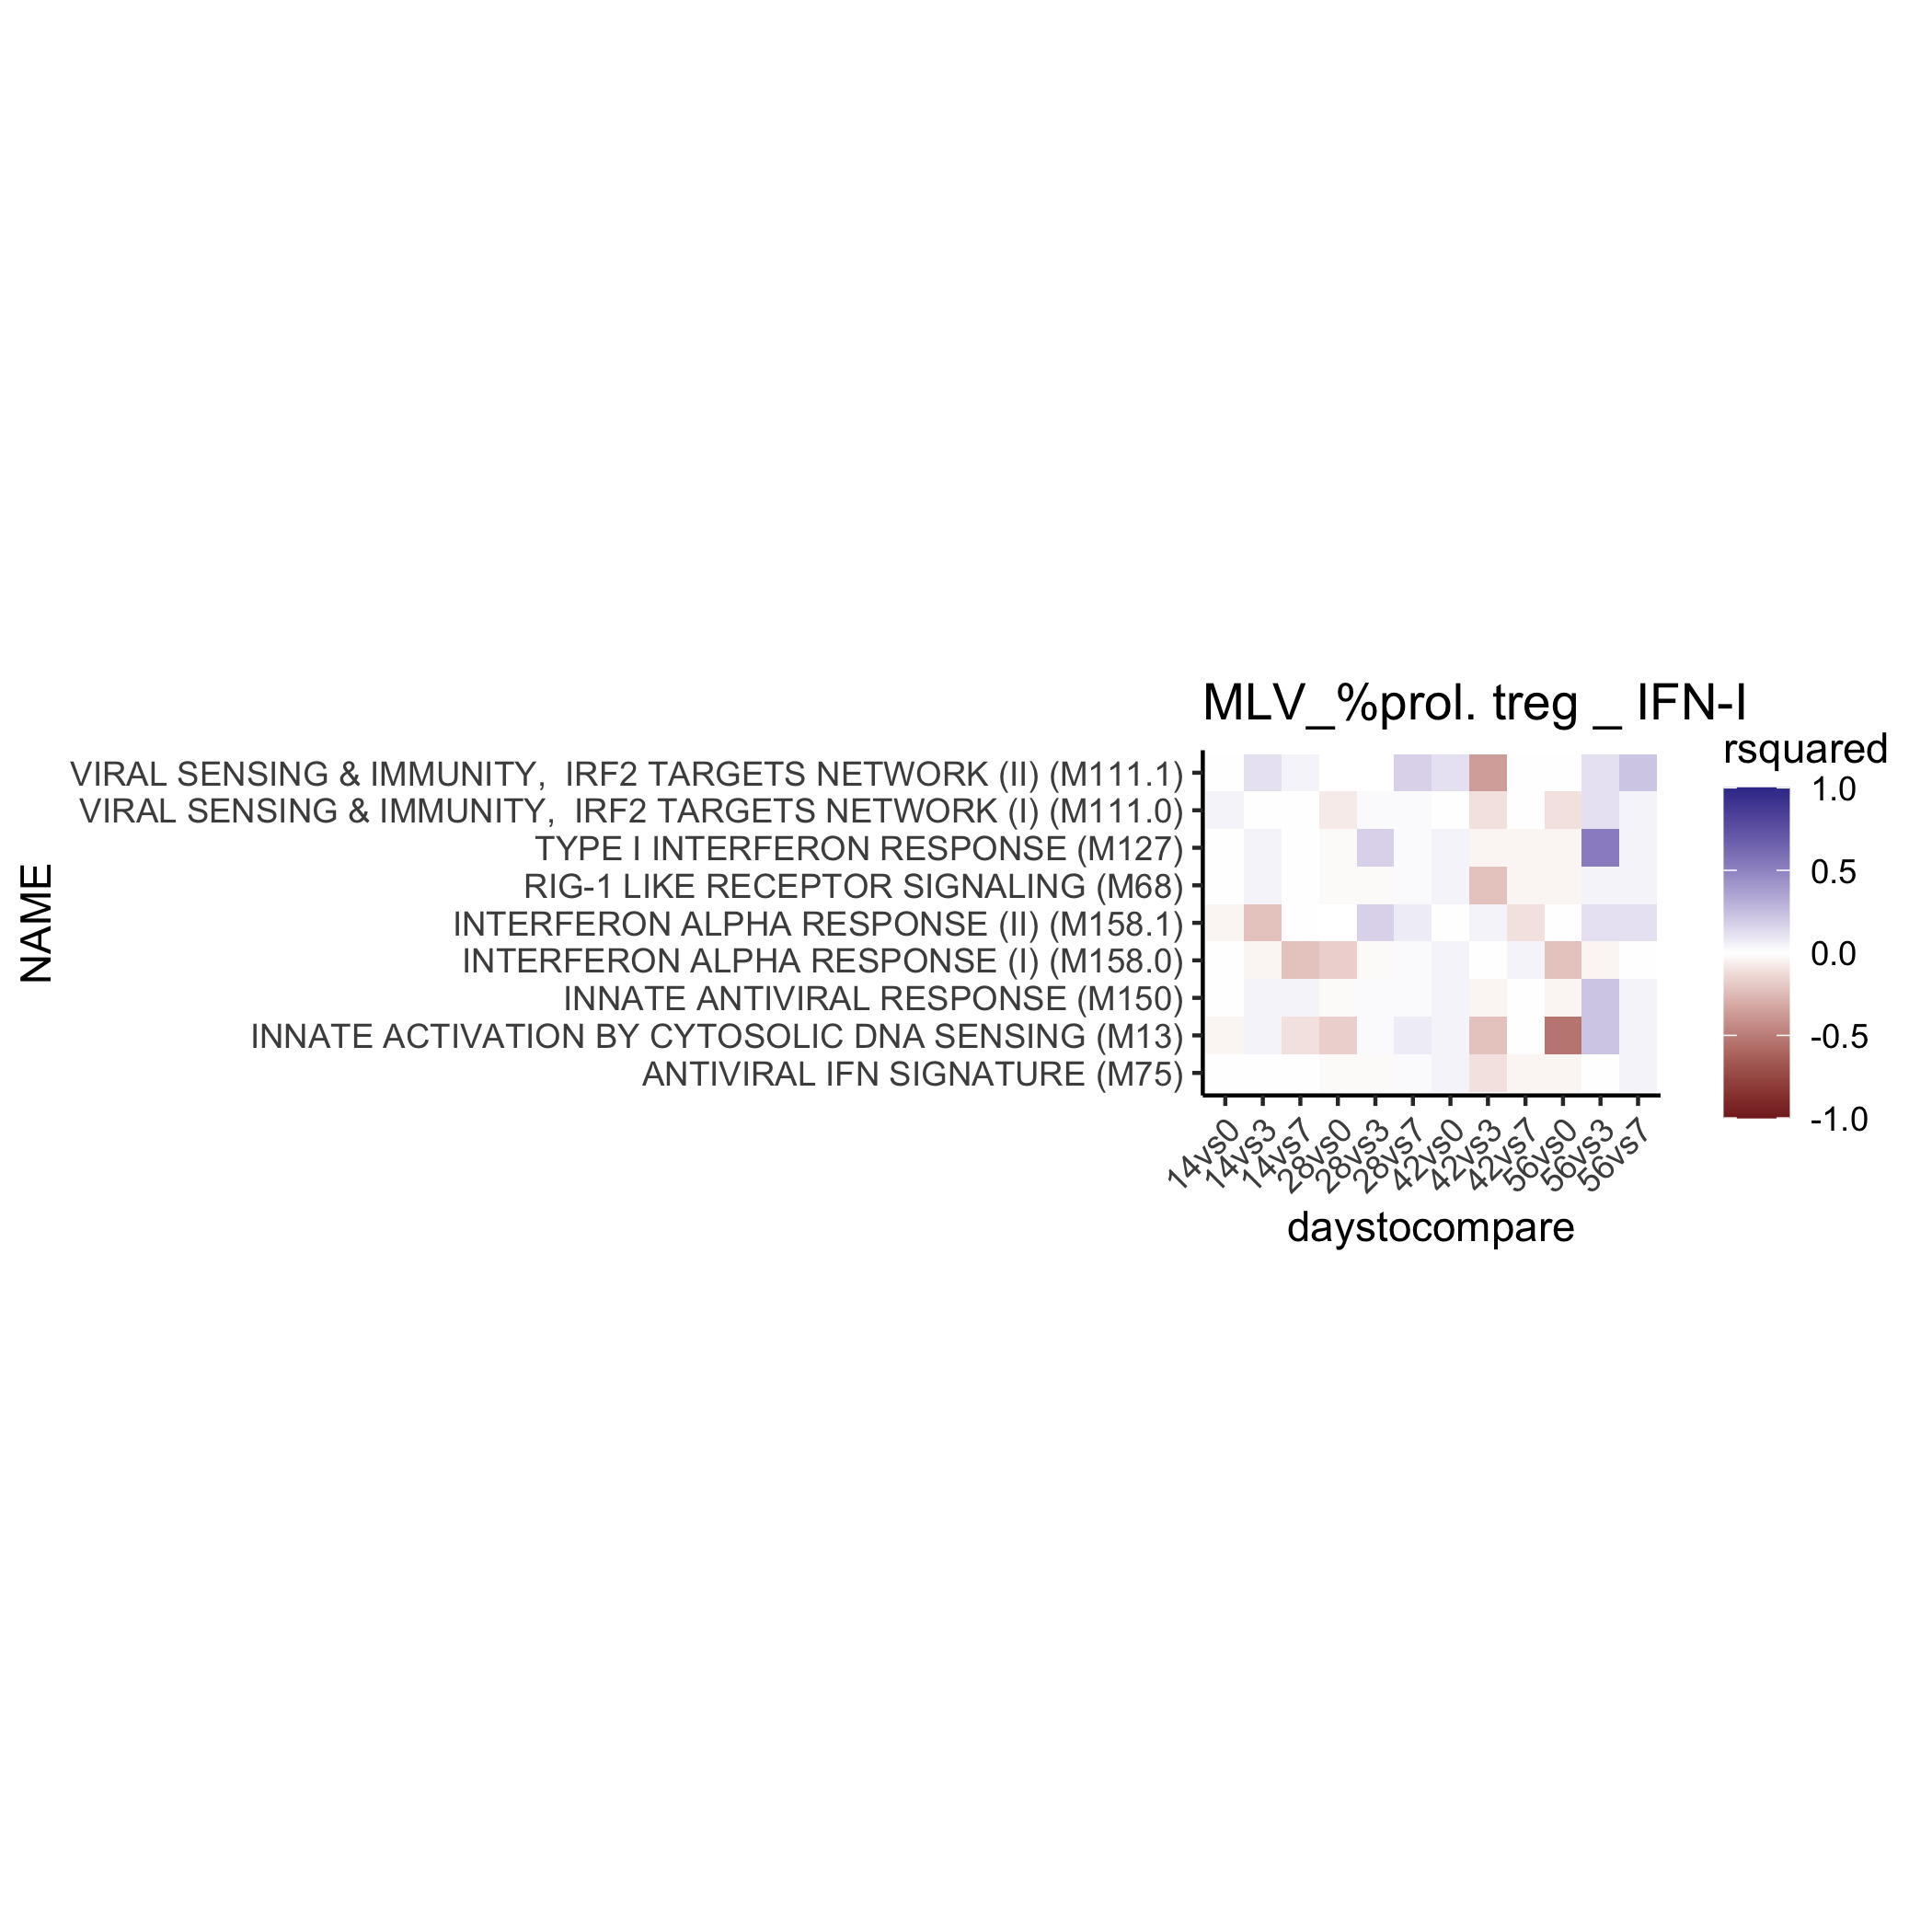 MLV_%prol. treg _ IFN-I
NAME
VIRAL SENSING & IMMUNITY,  IRF2 TARGETS NETWORK (II) (M111.1)
VIRAL SENSING & IMMUNITY,  IRF2 TARGETS NETWORK (I) (M111.0)
TYPE I INTERFERON RESPONSE (M127)
RIG-1 LIKE RECEPTOR SIGNALING (M68)
INTERFERON ALPHA RESPONSE (II) (M158.1)
INTERFERON ALPHA RESPONSE (I) (M158.0)
INNATE ANTIVIRAL RESPONSE (M150)
INNATE ACTIVATION BY CYTOSOLIC DNA SENSING (M13)
ANTIVIRAL IFN SIGNATURE (M75)
14vs0
14vs3
14vs7
28vs0
28vs3
28vs7
42vs0
42vs3
42vs7
56vs0
56vs3
56vs7
daystocompare
rsquared
1.0
0.5
0.0
-0.5
-1.0